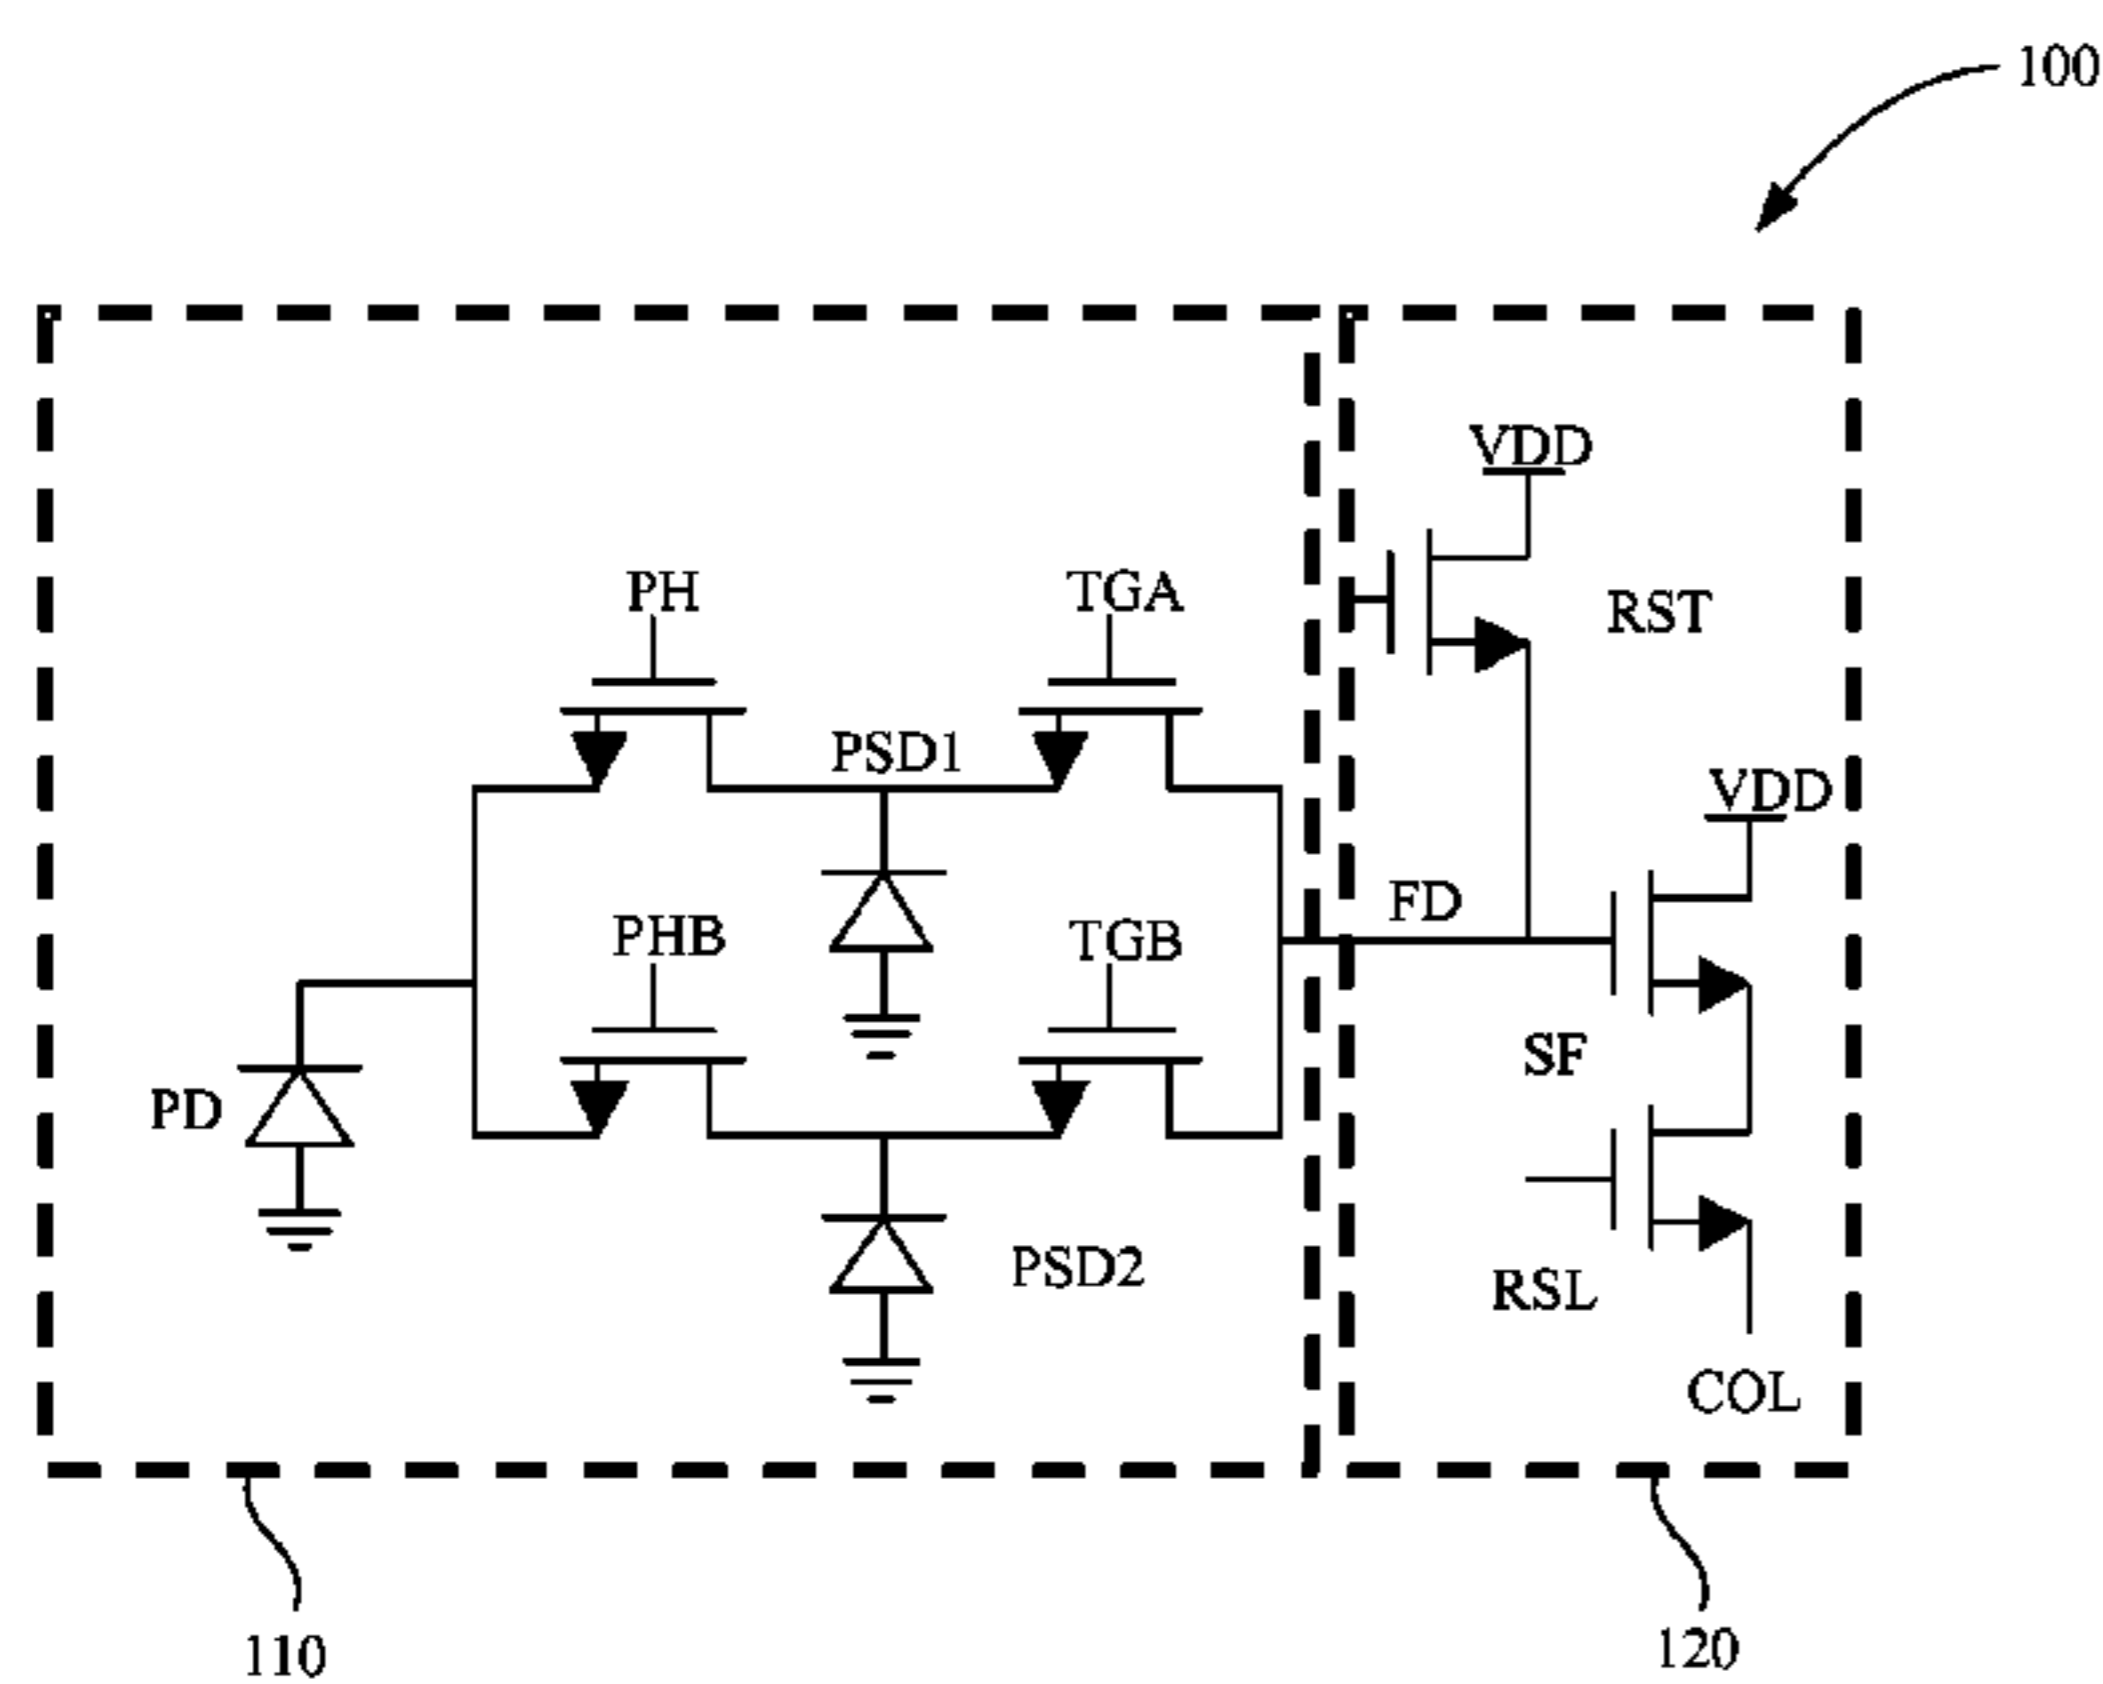 100
VDD
PH
TGA
RST
PSD1
VDD
FD
PHB
TGB
SF
PD
PSD2
RSL
COL
110
120